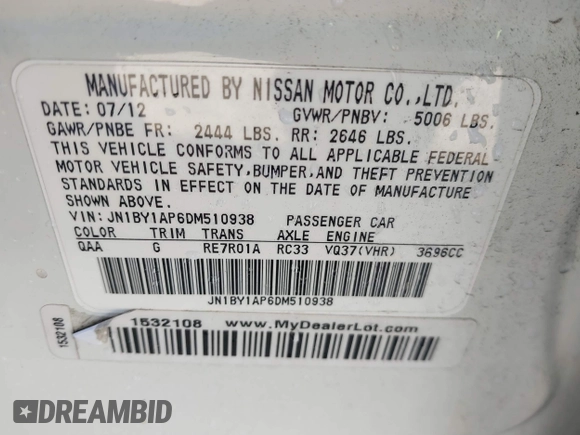 MANUFACTURED BY NISSAN MOTOR CO.,LTD.
DATE: 07/12 GVWR/PNBV: 5006 LBS.
GAWR/PNBE FR: 2444 LBS. RR: 2646 LBS.
THIS VEHICLE CONFORMS TO ALL APPLICABLE FEDERAL
MOTOR VEHICLE SAFETY, BUMPER, AND THEFT PREVENTION
STANDARDS IN EFFECT ON THE DATE OF MANUFACTURE
SHOWN ABOVE.
VIN: JN1BY1AP6DM510938 PASSENGER CAR
COLOR TRIM TRANS AXLE ENGINE
QAA G RE7R01A RC33 VQ37(VHR) 3696CC
JN1BY1AP6DM510938
1532108
1532108 www.MyDealerLot.com
DREAMBID